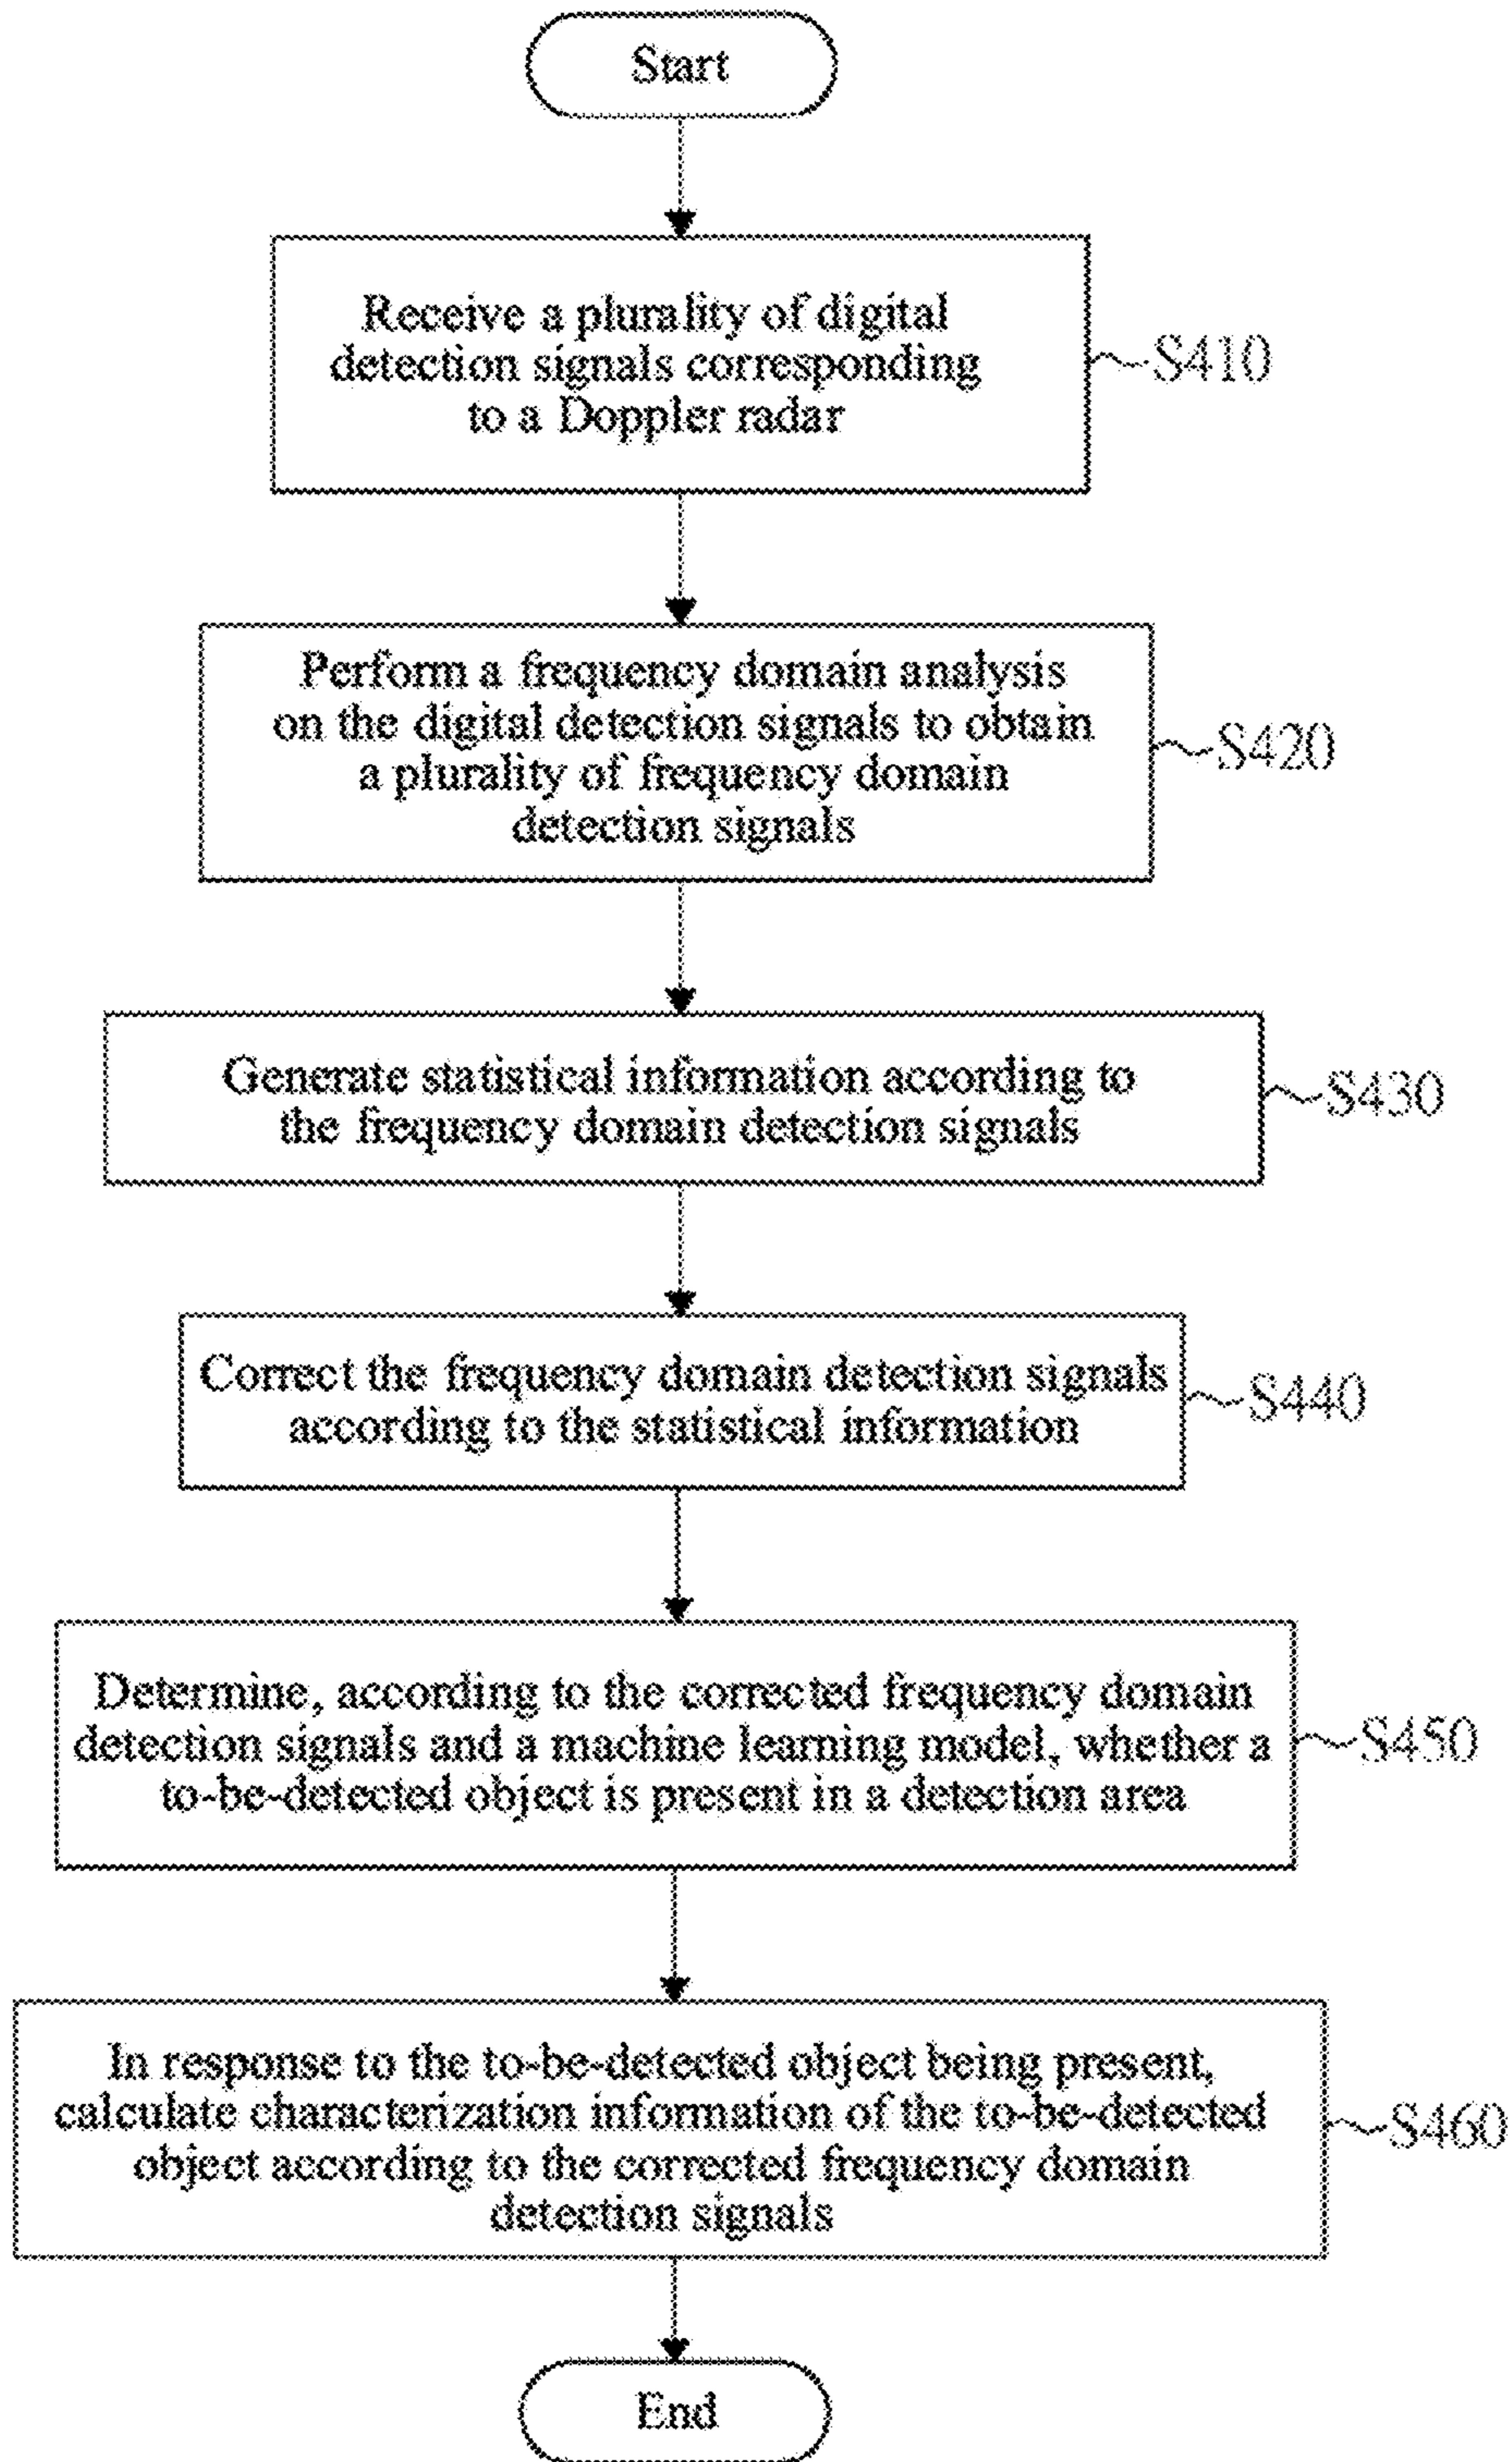 Start
Receive a plurality of digital
detection signals corresponding
to a Doppler radar
S410
Perform a frequency domain analysis
on the digital detection signals to obtain
a plurality of frequency domain
detection signals
S420
Generate statistical information according to
the frequency domain detection signals
S430
Correct the frequency domain detection signals
according to the statistical information
S440
Determine, according to the corrected frequency domain
detection signals and a machine learning model, whether a
to-be-detected object is present in a detection area
S450
In response to the to-be-detected object being present,
calculate characterization information of the to-be-detected
object according to the corrected frequency domain
detection signals
S460
End